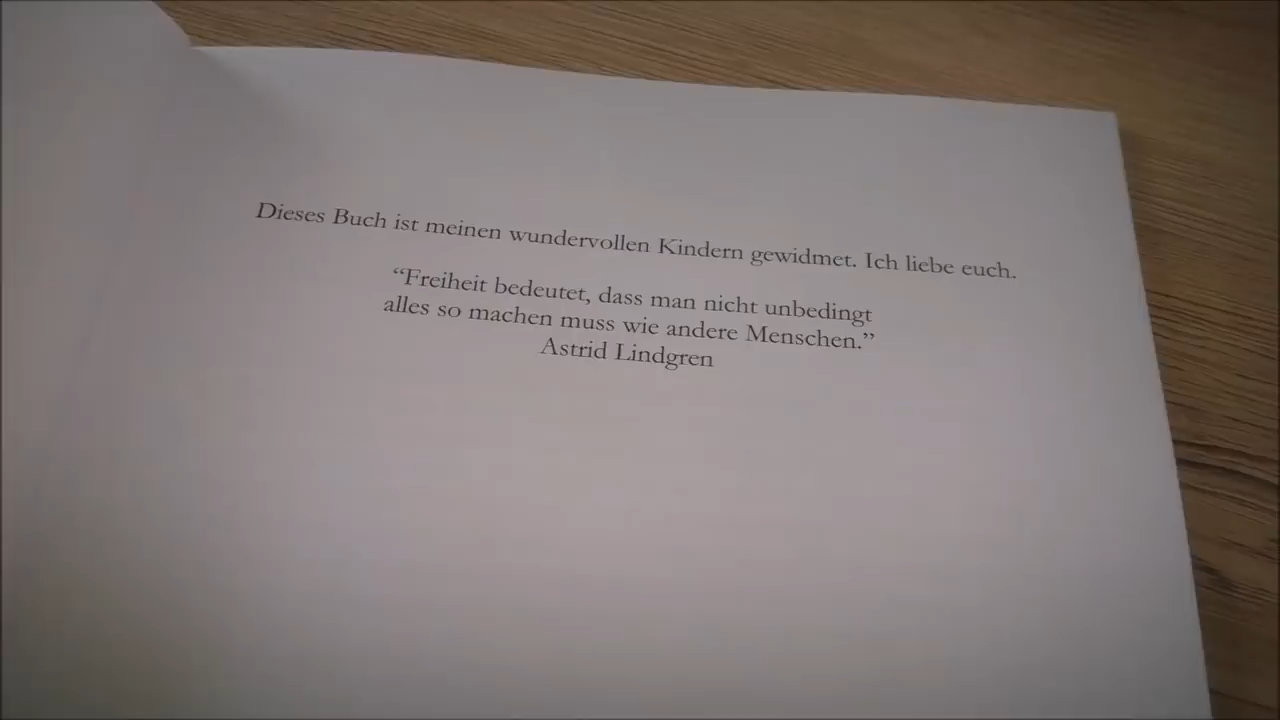 Dieses Buch ist meinen wundervollen Kindern gewidmet. Ich liebe euch.
“Freiheit bedeutet, dass man nicht unbedingt
alles so machen muss wie andere Menschen.”
Astrid Lindgren